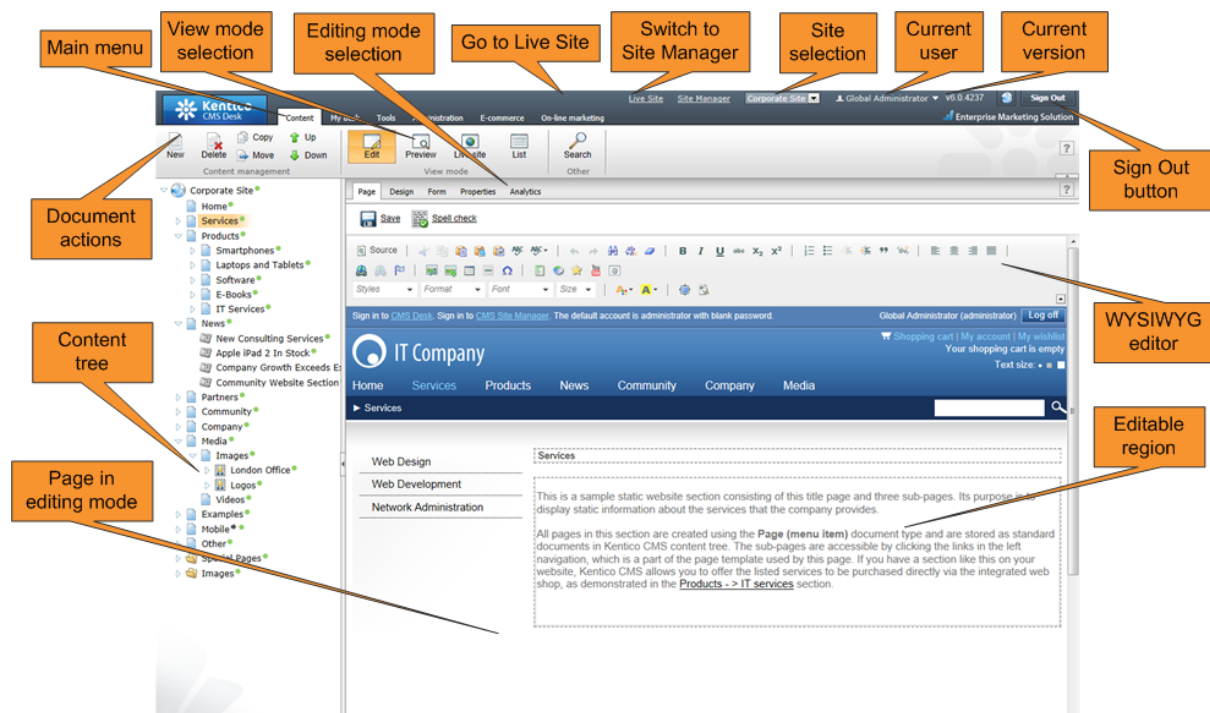 Main menu
View mode
selection
Editing mode
selection
Go to Live Site
Switch to
Site Manager
Site
selection
Current
user
Current
version
Kentico
CMS Desk
Live Site Site Manager Corporate Site Global Administrator v6.0.4237 Sign Out
Content Tools E-commerce On-line marketing
Enterprise Marketing Solution
New Delete Copy Move Up Down
Content management
Edit Preview List
View mode
Search
Other
?
Sign Out
button
Document
actions
Content
tree
Page in
editing mode
WYSIWYG
editor
Editable
region
Corporate Site
Home
Services
Products
Smartphones
Laptops and Tablets
Software
E-Books
IT Services
News
New Consulting Services
Apple iPad 2 In Stock
Company Growth Exceeds E
Community Website Section
Partners
Community
Company
Media
Images
London Office
Logos
Videos
Examples
Mobile
Other
Special Pages
Images
Page Design Form Properties Analytics
?
Save Spell check
Source B I U abc X₂ X²
Styles Format Font Size
Sign in to CMS Desk. Sign in to CMS Site Manager. The default account is administrator with blank password. Global Administrator (administrator) Log off
Shopping cart | My account | My wishlist
Your shopping cart is empty
Text size:
IT Company
Home Services Products News Community Company Media
Services
Web Design
Web Development
Network Administration
Services
This is a sample static website section consisting of this title page and three sub-pages. Its purpose is to
display static information about the services that the company provides.
All pages in this section are created using the Page (menu item) document type and are stored as standard
documents in Kentico CMS content tree. The sub-pages are accessible by clicking the links in the left
navigation, which is a part of the page template used by this page. If you have a section like this on your
website, Kentico CMS allows you to offer the listed services to be purchased directly via the integrated web
shop, as demonstrated in the Products - > IT services section.